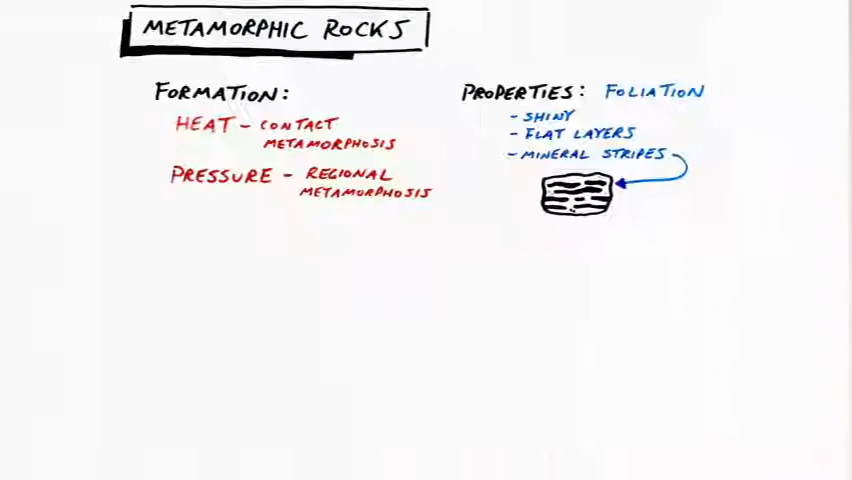 METAMORPHIC ROCKS
FORMATION:
HEAT - CONTACT
METAMORPHOSIS
PRESSURE - REGIONAL
METAMORPHOSIS
PROPERTIES: FOLIATION
- SHINY
- FLAT LAYERS
- MINERAL STRIPES